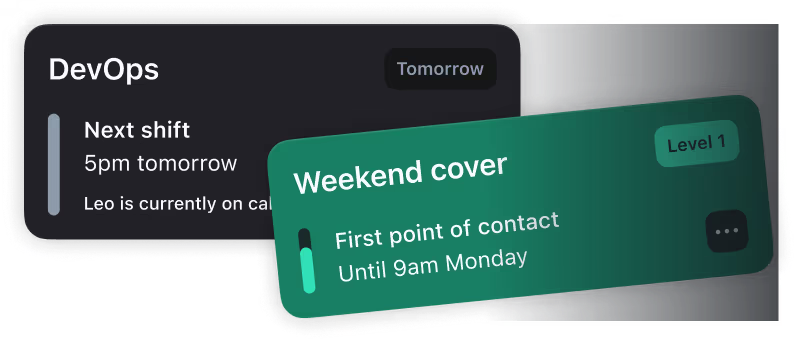 DevOps
Tomorrow
Next shift
5pm tomorrow
Leo is currently on
Weekend cover
Level 1
First point of contact
Until 9am Monday